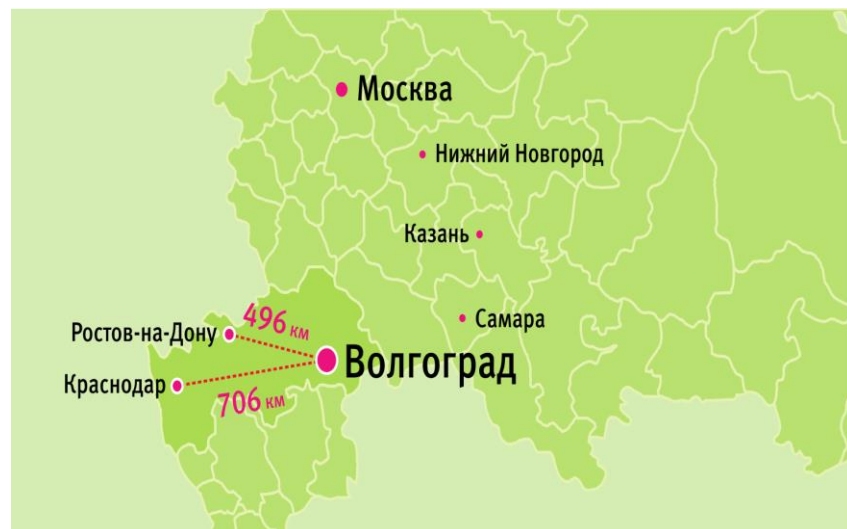 Москва
Нижний Новгород
Казань
Самара
496 км
Ростов-на-Дону
Волгоград
Краснодар
706 км